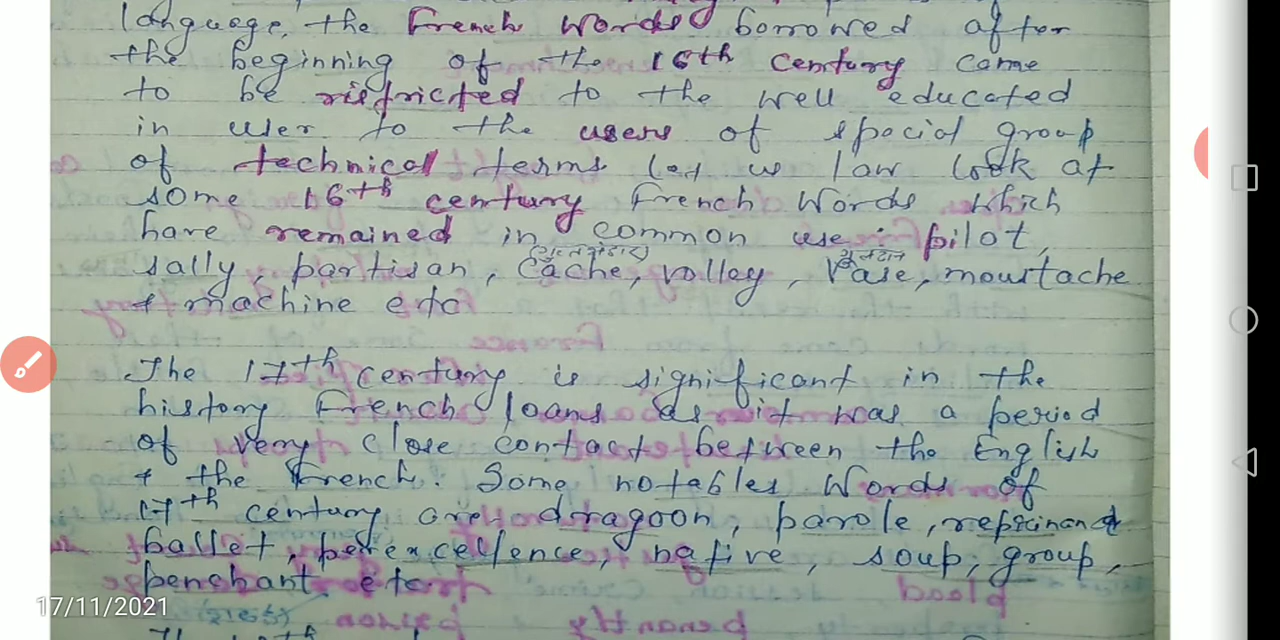 language, the French words borrowed after
the beginning of the 16th century came
to be ristricted to the well educated
in user to the users of special group
of technical terms let us law look at
some 16th century French Words which
have remained in common use: pilot,
sally, partisan, Cache, volley, Vase, moustache
+ machine etc
The 17th century is significant in the
history French loans as it was a period
of very close contact between the English
+ the French. Some notables Words of
17th century are: dragoon, parole,
ballet, par excellence, native, soup, group,
penchant etc.
17/11/2021